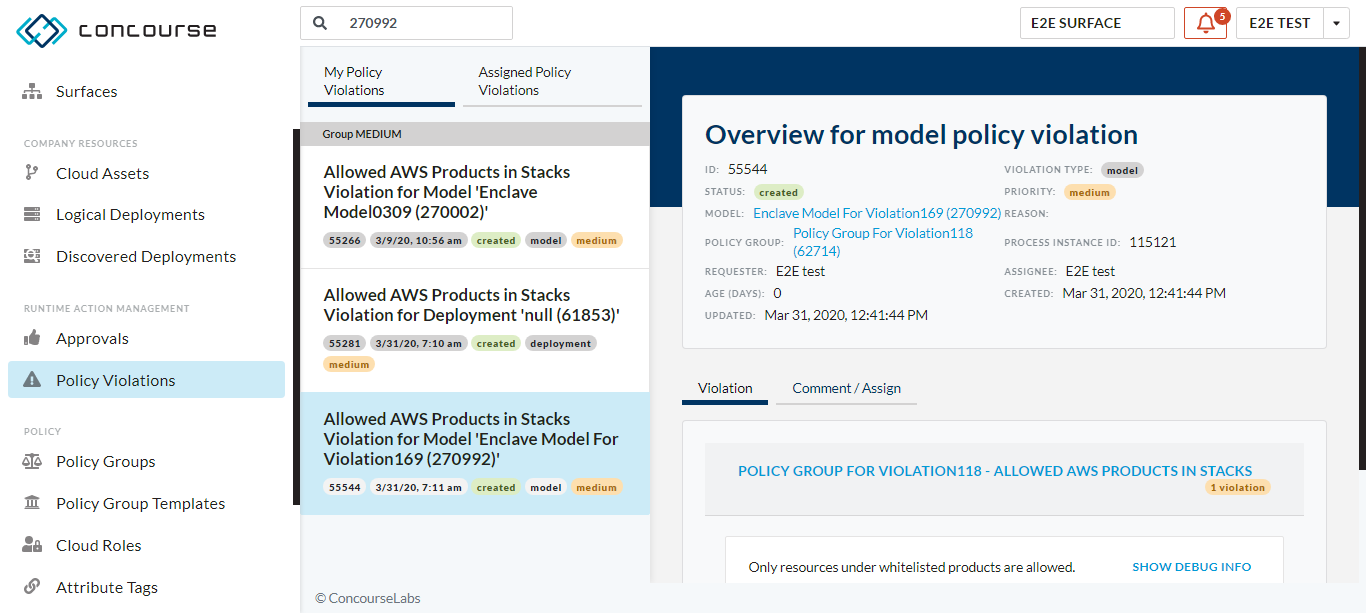 concourse
270992
E2E SURFACE
5
E2E TEST
Surfaces
COMPANY RESOURCES
Cloud Assets
Logical Deployments
Discovered Deployments
RUNTIME ACTION MANAGEMENT
Approvals
Policy Violations
POLICY
Policy Groups
Policy Group Templates
Cloud Roles
Attribute Tags
My Policy
Violations
Assigned Policy
Violations
Group MEDIUM
Allowed AWS Products in Stacks
Violation for Model 'Enclave
Model0309 (270002)'
55266 3/9/20, 10:56 am created model medium
Allowed AWS Products in Stacks
Violation for Deployment 'null (61853)'
55281 3/31/20, 7:10 am created deployment
medium
Allowed AWS Products in Stacks
Violation for Model 'Enclave Model For
Violation169 (270992)'
55544 3/31/20, 7:11 am created model medium
© ConcourseLabs
Overview for model policy violation
ID: 55544 VIOLATION TYPE: model
STATUS: created PRIORITY: medium
MODEL: Enclave Model For Violation169 (270992) REASON:
POLICY GROUP: Policy Group For Violation118
(62714) PROCESS INSTANCE ID: 115121
REQUESTER: E2E test ASSIGNEE: E2E test
AGE (DAYS): 0 CREATED: Mar 31, 2020, 12:41:44 PM
UPDATED: Mar 31, 2020, 12:41:44 PM
Violation Comment / Assign
POLICY GROUP FOR VIOLATION118 - ALLOWED AWS PRODUCTS IN STACKS
1 violation
Only resources under whitelisted products are allowed. SHOW DEBUG INFO